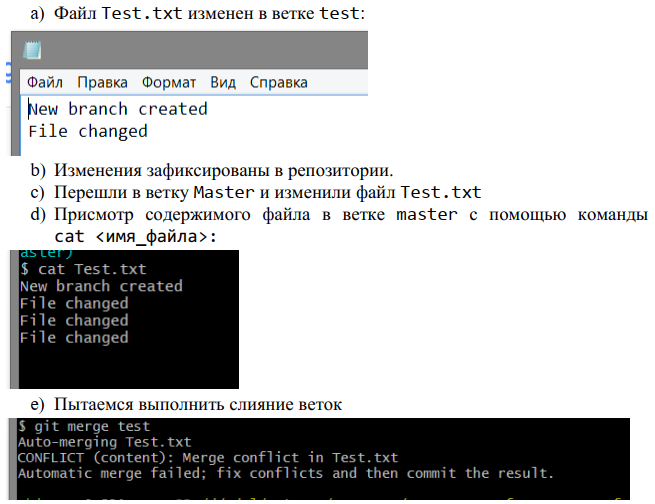 a) Файл Test.txt изменен в ветке test:
Файл Правка Формат Вид Справка
New branch created
File changed
b) Изменения зафиксированы в репозитории.
c) Перешли в ветку Master и изменили файл Test.txt
d) Присмотр содержимого файла в ветке master с помощью команды
cat <имя_файла>:
aster)
$ cat Test.txt
New branch created
File changed
File changed
File changed
e) Пытаемся выполнить слияние веток
$ git merge test
Auto-merging Test.txt
CONFLICT (content): Merge conflict in Test.txt
Automatic merge failed; fix conflicts and then commit the result.